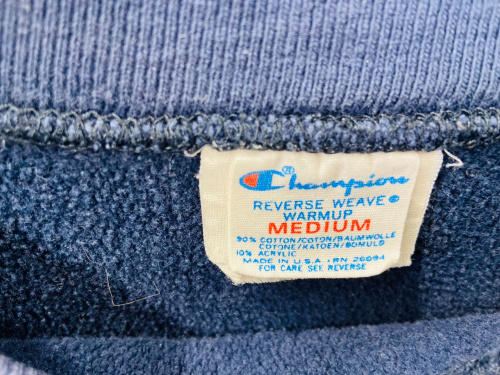 Champion®
REVERSE WEAVE®
WARMUP
MEDIUM
90% COTTON/COTON/BAUMWOLLE
COTONE/KATOEN/BOMULD
10% ACRYLIC
MADE IN U.S.A. RN 26094
FOR CARE SEE REVERSE